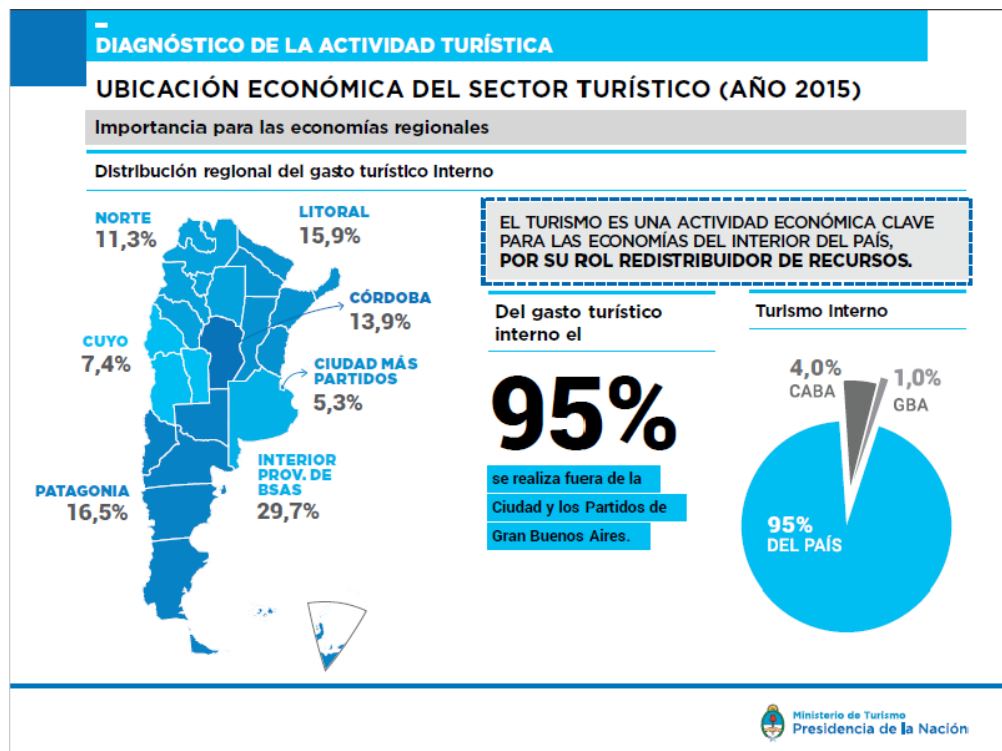 DIAGNÓSTICO DE LA ACTIVIDAD TURÍSTICA
UBICACIÓN ECONÓMICA DEL SECTOR TURÍSTICO (AÑO 2015)
Importancia para las economías regionales
Distribución regional del gasto turístico interno
NORTE
11,3%
LITORAL
15,9%
CÓRDOBA
13,9%
CUYO
7,4%
CIUDAD MÁS
PARTIDOS
5,3%
INTERIOR
PROV. DE
BSAS
29,7%
PATAGONIA
16,5%
EL TURISMO ES UNA ACTIVIDAD ECONÓMICA CLAVE
PARA LAS ECONOMÍAS DEL INTERIOR DEL PAÍS,
POR SU ROL REDISTRIBUIDOR DE RECURSOS.
Del gasto turístico
interno el
95%
se realiza fuera de la
Ciudad y los Partidos de
Gran Buenos Aires.
Turismo interno
4,0%
CABA
1,0%
GBA
95%
DEL PAÍS
Ministerio de Turismo
Presidencia de la Nación